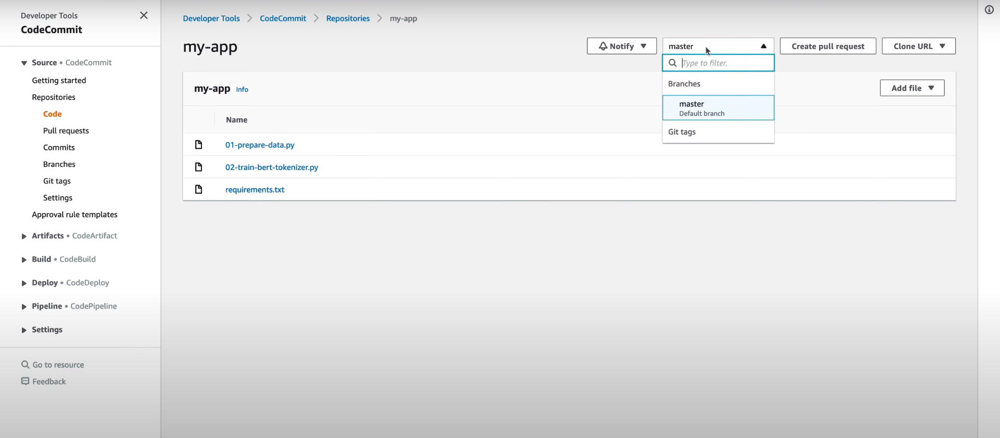 Developer Tools
CodeCommit
Source • CodeCommit
Getting started
Repositories
Code
Pull requests
Commits
Branches
Git tags
Settings
Approval rule templates
Artifacts • CodeArtifact
Build • CodeBuild
Deploy • CodeDeploy
Pipeline • CodePipeline
Settings
Go to resource
Feedback
Developer Tools > CodeCommit > Repositories > my-app
my-app
Notify
master
Create pull request
Clone URL
Type to filter.
Branches
master
Default branch
Git tags
my-app Info
Add file
Name
01-prepare-data.py
02-train-bert-tokenizer.py
requirements.txt